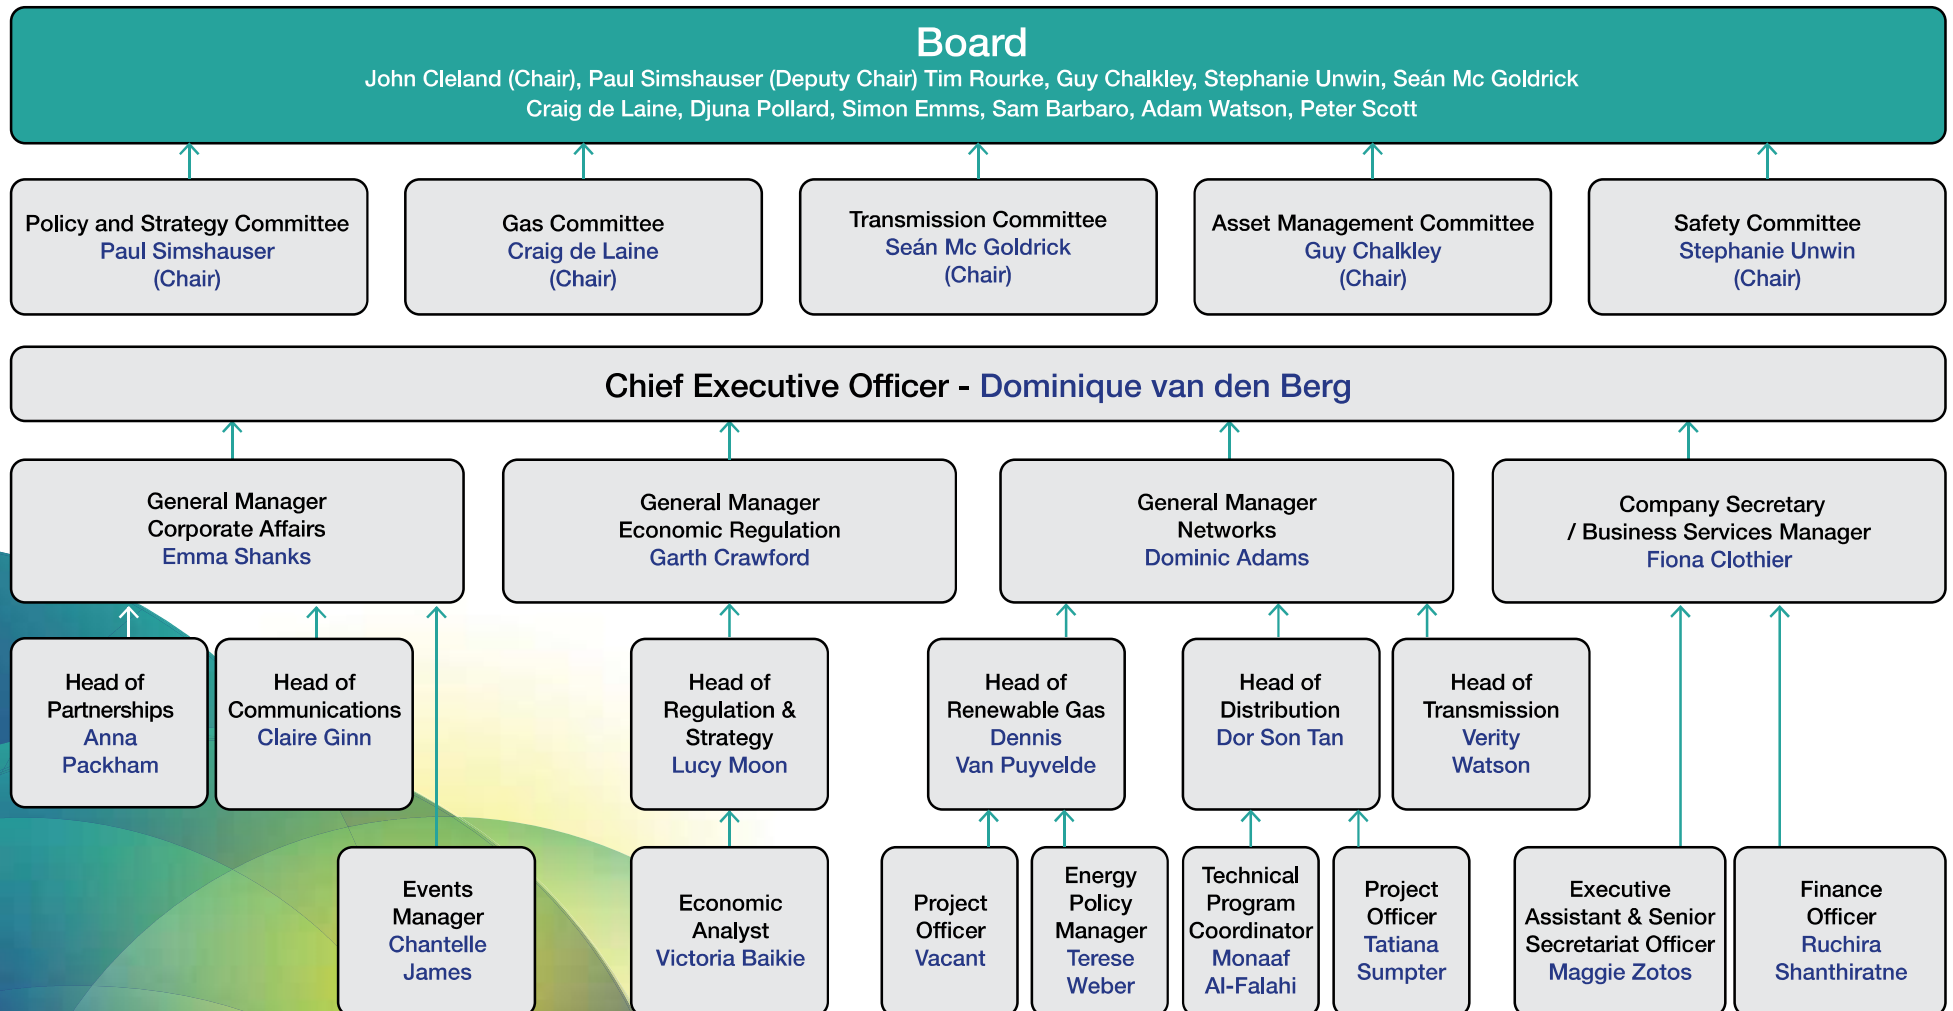 Board
John Cleland (Chair), Paul Simshauser (Deputy Chair) Tim Rourke, Guy Chalkley, Stephanie Unwin, Seán Mc Goldrick
Craig de Laine, Djuna Pollard, Simon Emms, Sam Barbaro, Adam Watson, Peter Scott
Policy and Strategy Committee
Paul Simshauser
(Chair)
Gas Committee
Craig de Laine
(Chair)
Transmission Committee
Seán Mc Goldrick
(Chair)
Asset Management Committee
Guy Chalkley
(Chair)
Safety Committee
Stephanie Unwin
(Chair)
Chief Executive Officer - Dominique van den Berg
General Manager
Corporate Affairs
Emma Shanks
General Manager
Economic Regulation
Garth Crawford
General Manager
Networks
Dominic Adams
Company Secretary
/ Business Services Manager
Fiona Clothier
Head of
Partnerships
Anna
Packham
Head of
Communications
Claire Ginn
Head of
Regulation &
Strategy
Lucy Moon
Head of
Renewable Gas
Dennis
Van Puyvelde
Head of
Distribution
Dor Son Tan
Head of
Transmission
Verity
Watson
Events
Manager
Chantelle
James
Economic
Analyst
Victoria Baikie
Project
Officer
Vacant
Energy
Policy
Manager
Terese
Weber
Technical
Program
Coordinator
Monaaf
Al-Falahi
Project
Officer
Tatiana
Sumpter
Executive
Assistant & Senior
Secretariat Officer
Maggie Zotos
Finance
Officer
Ruchira
Shanthiratne